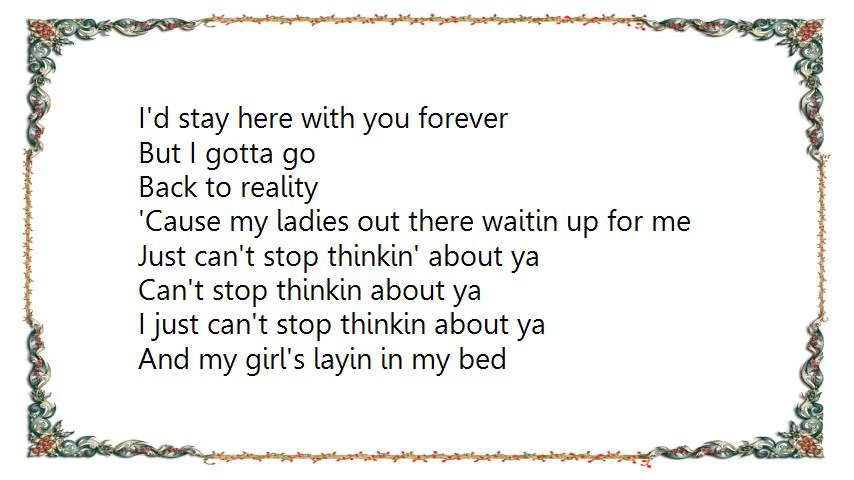 I'd stay here with you forever
But I gotta go
Back to reality
'Cause my ladies out there waitin up for me
Just can't stop thinkin' about ya
Can't stop thinkin about ya
I just can't stop thinkin about ya
And my girl's layin in my bed